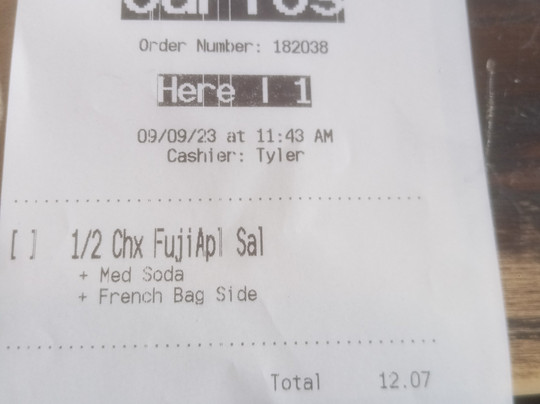 Order Number: 182038
Here | 1
09/09/23 at 11:43 AM
Cashier: Tyler
[ ] 1/2 Chx FujiApl Sal
+ Med Soda
+ French Bag Side
Total 12.07